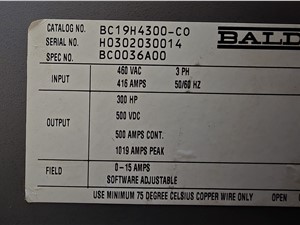 CATALOG NO. BC19H4300-CO
SERIAL NO. H0302030014
SPEC NO. BC0036A00
BALD
INPUT 460 VAC 3 PH
416 AMPS 50/60 HZ
OUTPUT 300 HP
500 VDC
500 AMPS CONT.
1019 AMPS PEAK
FIELD 0-15 AMPS
SOFTWARE ADJUSTABLE
USE MINIMUM 75 DEGREE CELSIUS COPPER WIRE ONLY OPEN